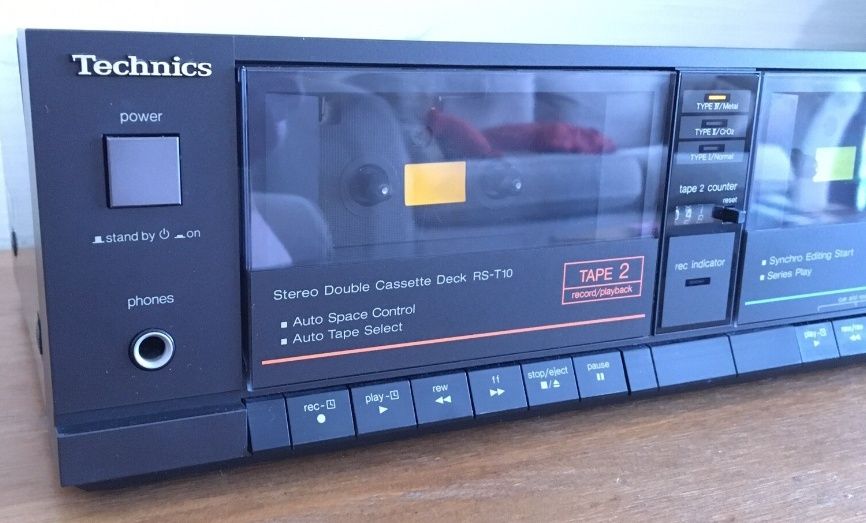 Technics
power
stand by ⏻ on
phones
Stereo Double Cassette Deck RS-T10
Auto Space Control
Auto Tape Select
TAPE 2
record/playback
TYPE IV/Metal
TYPE II/CrO2
TYPE I/Normal
tape 2 counter
reset
rec indicator
Synchro Editing Start
Series Play
rec-
play-
rew
ff
stop/eject
pause
play-